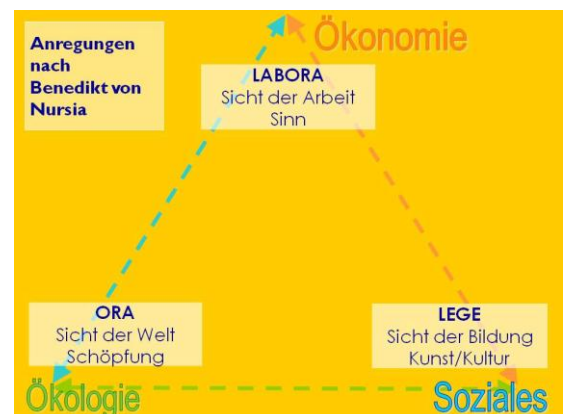 Anregungen
nach
Benedikt von
Nursia
Ökonomie
LABORA
Sicht der Arbeit
Sinn
ORA
Sicht der Welt
Schöpfung
LEGE
Sicht der Bildung
Kunst/Kultur
Ökologie
Soziales